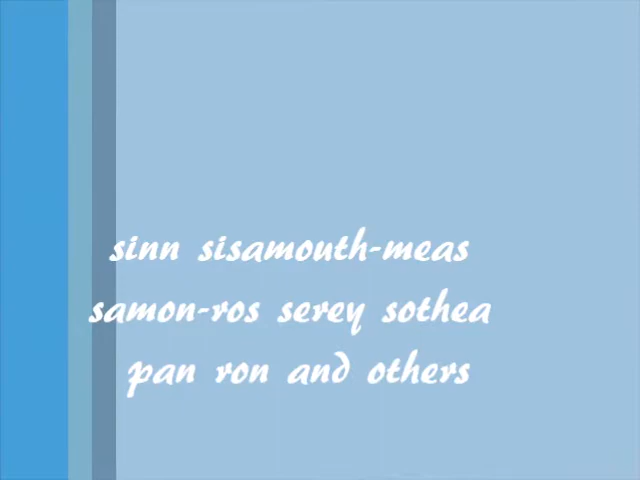 sinn sisamouth-meas
samon-ros serey sothea
pan ron and others